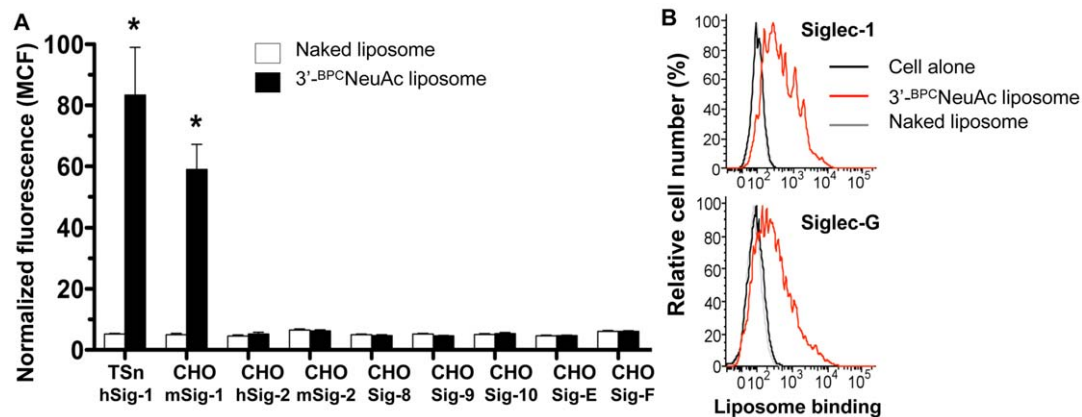 A
Normalized fluorescence (MCF)
100
80
60
40
20
0
*
*
Naked liposome
3'-BPCNeuAc liposome
TSn CHO CHO CHO CHO CHO CHO CHO CHO
hSig-1 mSig-1 hSig-2 mSig-2 Sig-8 Sig-9 Sig-10 Sig-E Sig-F
B
Relative cell number (%)
Siglec-1
100
80
60
40
20
0
0 10² 10³ 10⁴ 10⁵
Cell alone
3'-BPCNeuAc liposome
Naked liposome
Siglec-G
100
80
60
40
20
0
0 10² 10³ 10⁴ 10⁵
Liposome binding